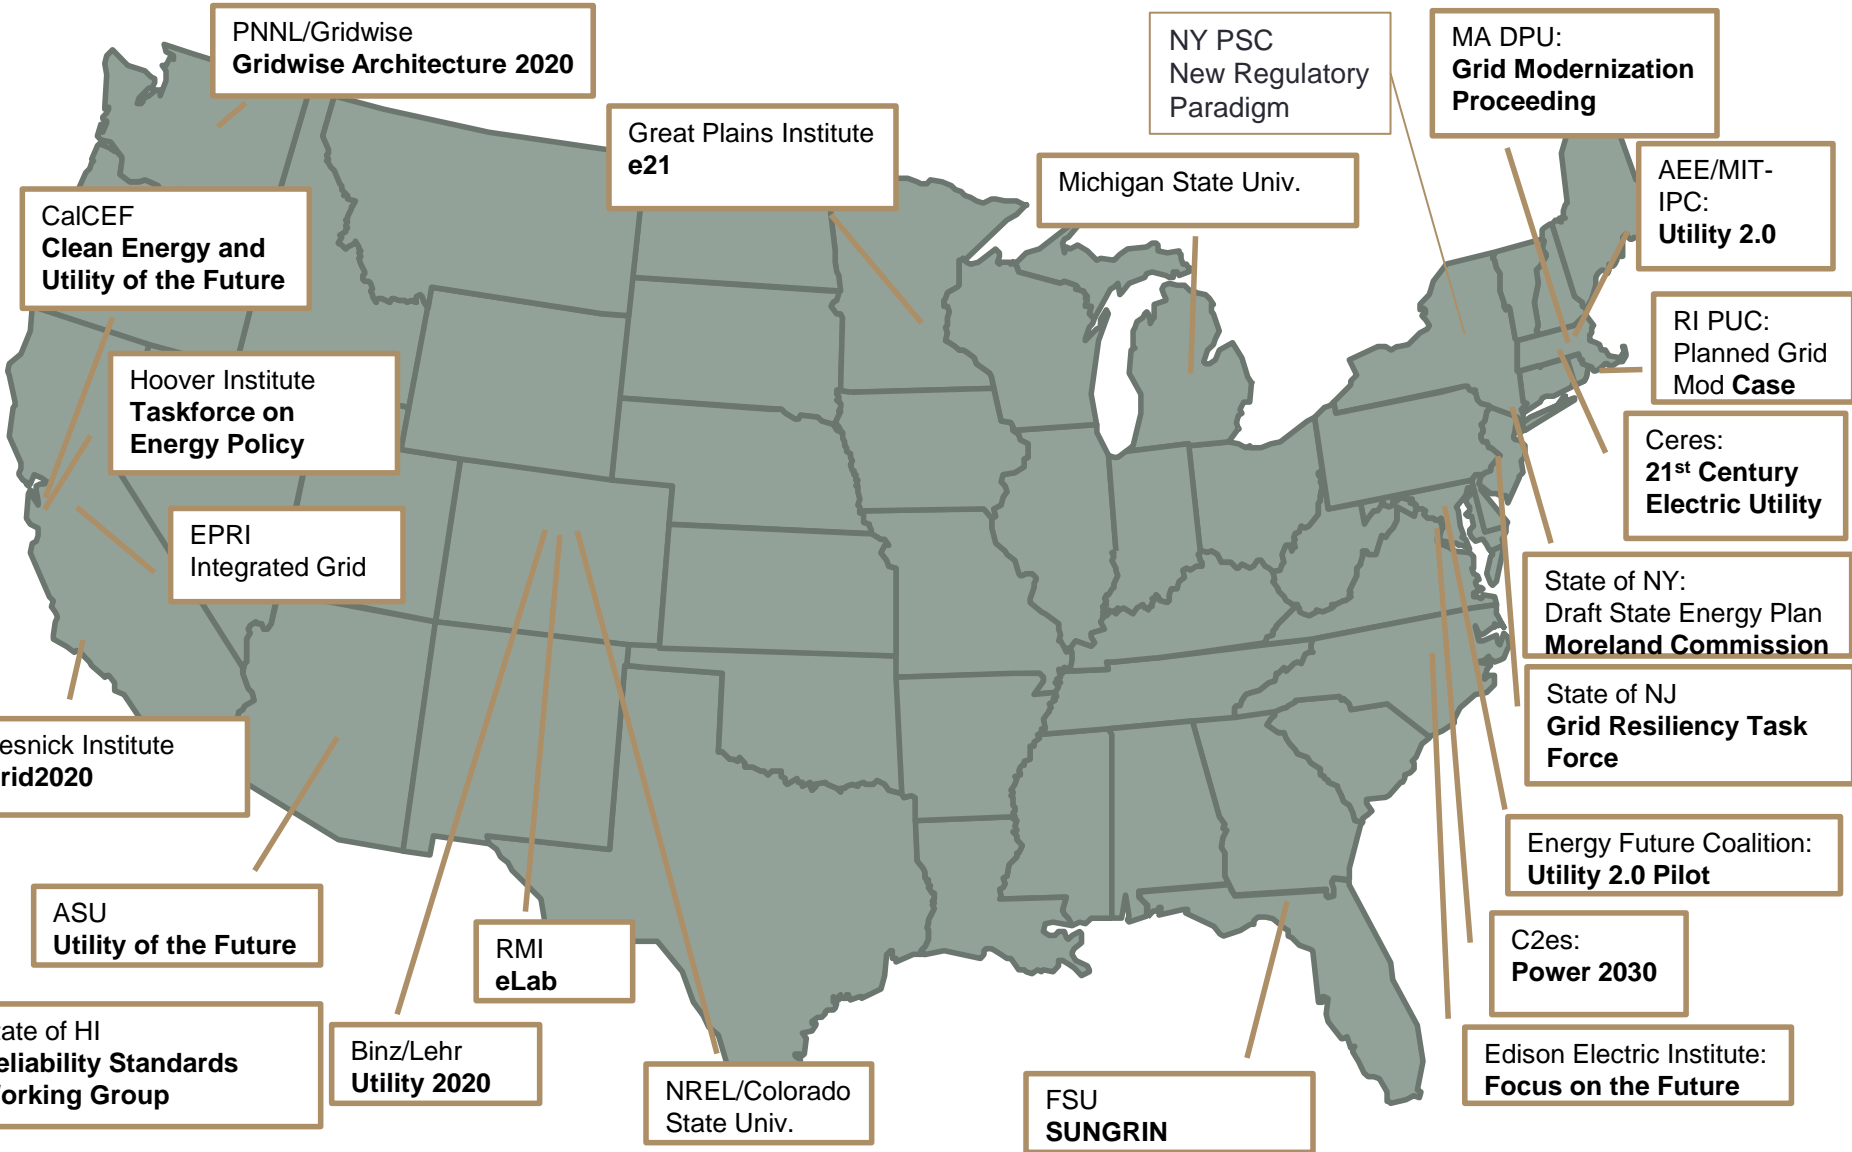 PNNL/Gridwise
Gridwise Architecture 2020
NY PSC
New Regulatory
Paradigm
MA DPU:
Grid Modernization
Proceeding
Great Plains Institute
e21
Michigan State Univ.
AEE/MIT-
IPC:
Utility 2.0
CalCEF
Clean Energy and
Utility of the Future
RI PUC:
Planned Grid
Mod Case
Hoover Institute
Taskforce on
Energy Policy
Ceres:
21st Century
Electric Utility
EPRI
Integrated Grid
State of NY:
Draft State Energy Plan
Moreland Commission
State of NJ
Grid Resiliency Task
Force
esnick Institute
rid2020
Energy Future Coalition:
Utility 2.0 Pilot
ASU
Utility of the Future
RMI
eLab
C2es:
Power 2030
ate of HI
eliability Standards
orking Group
Binz/Lehr
Utility 2020
NREL/Colorado
State Univ.
FSU
SUNGRIN
Edison Electric Institute:
Focus on the Future